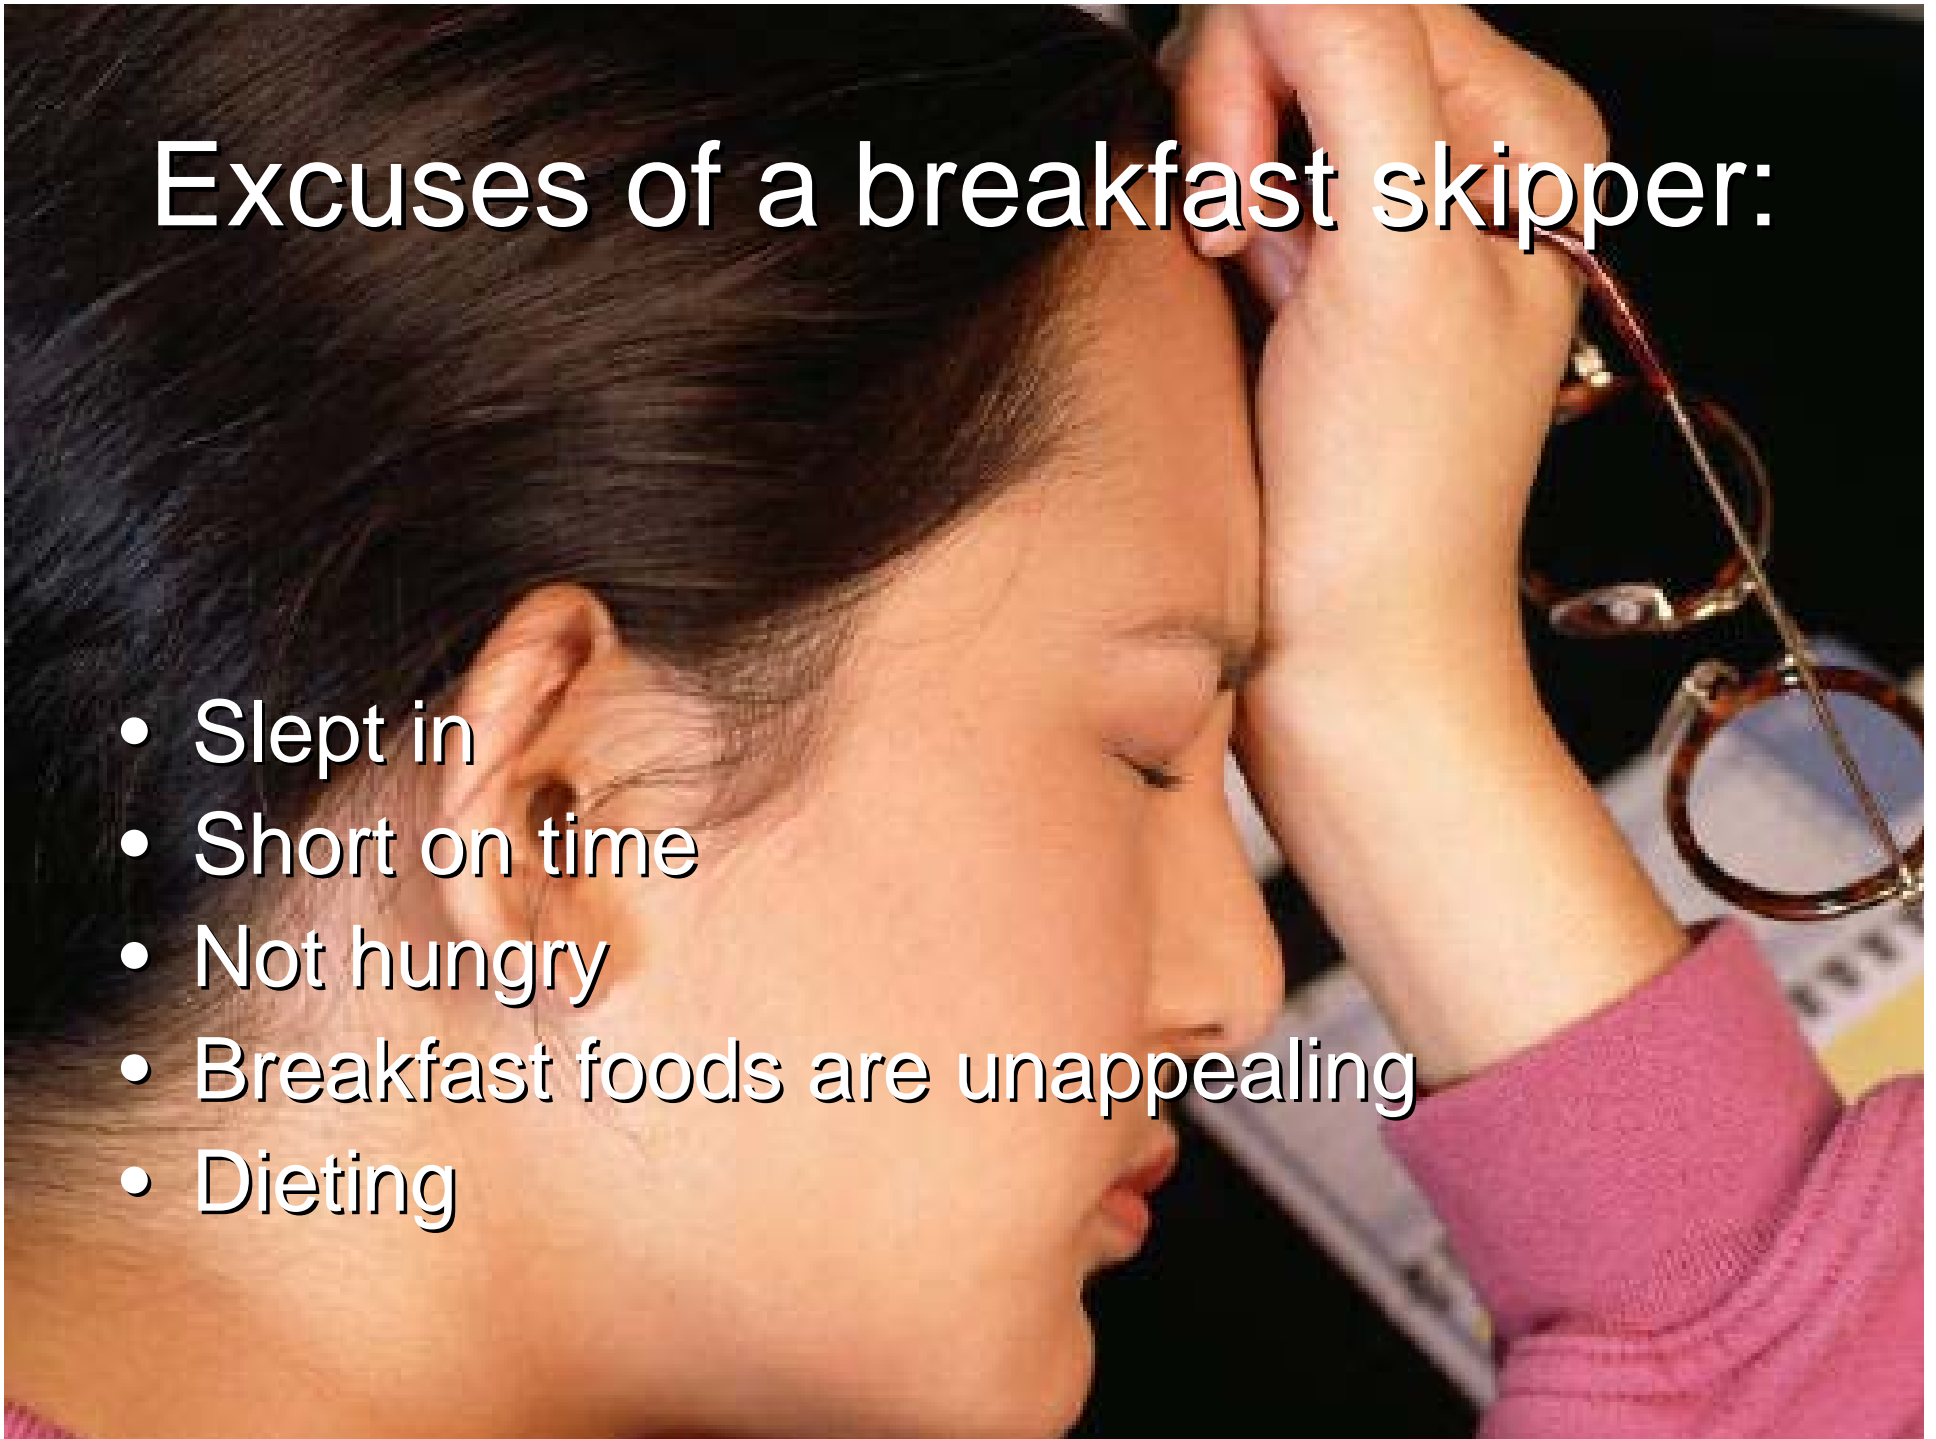 Excuses of a breakfast skipper:
• Slept in
• Short on time
• Not hungry
• Breakfast foods are unappealing
• Dieting